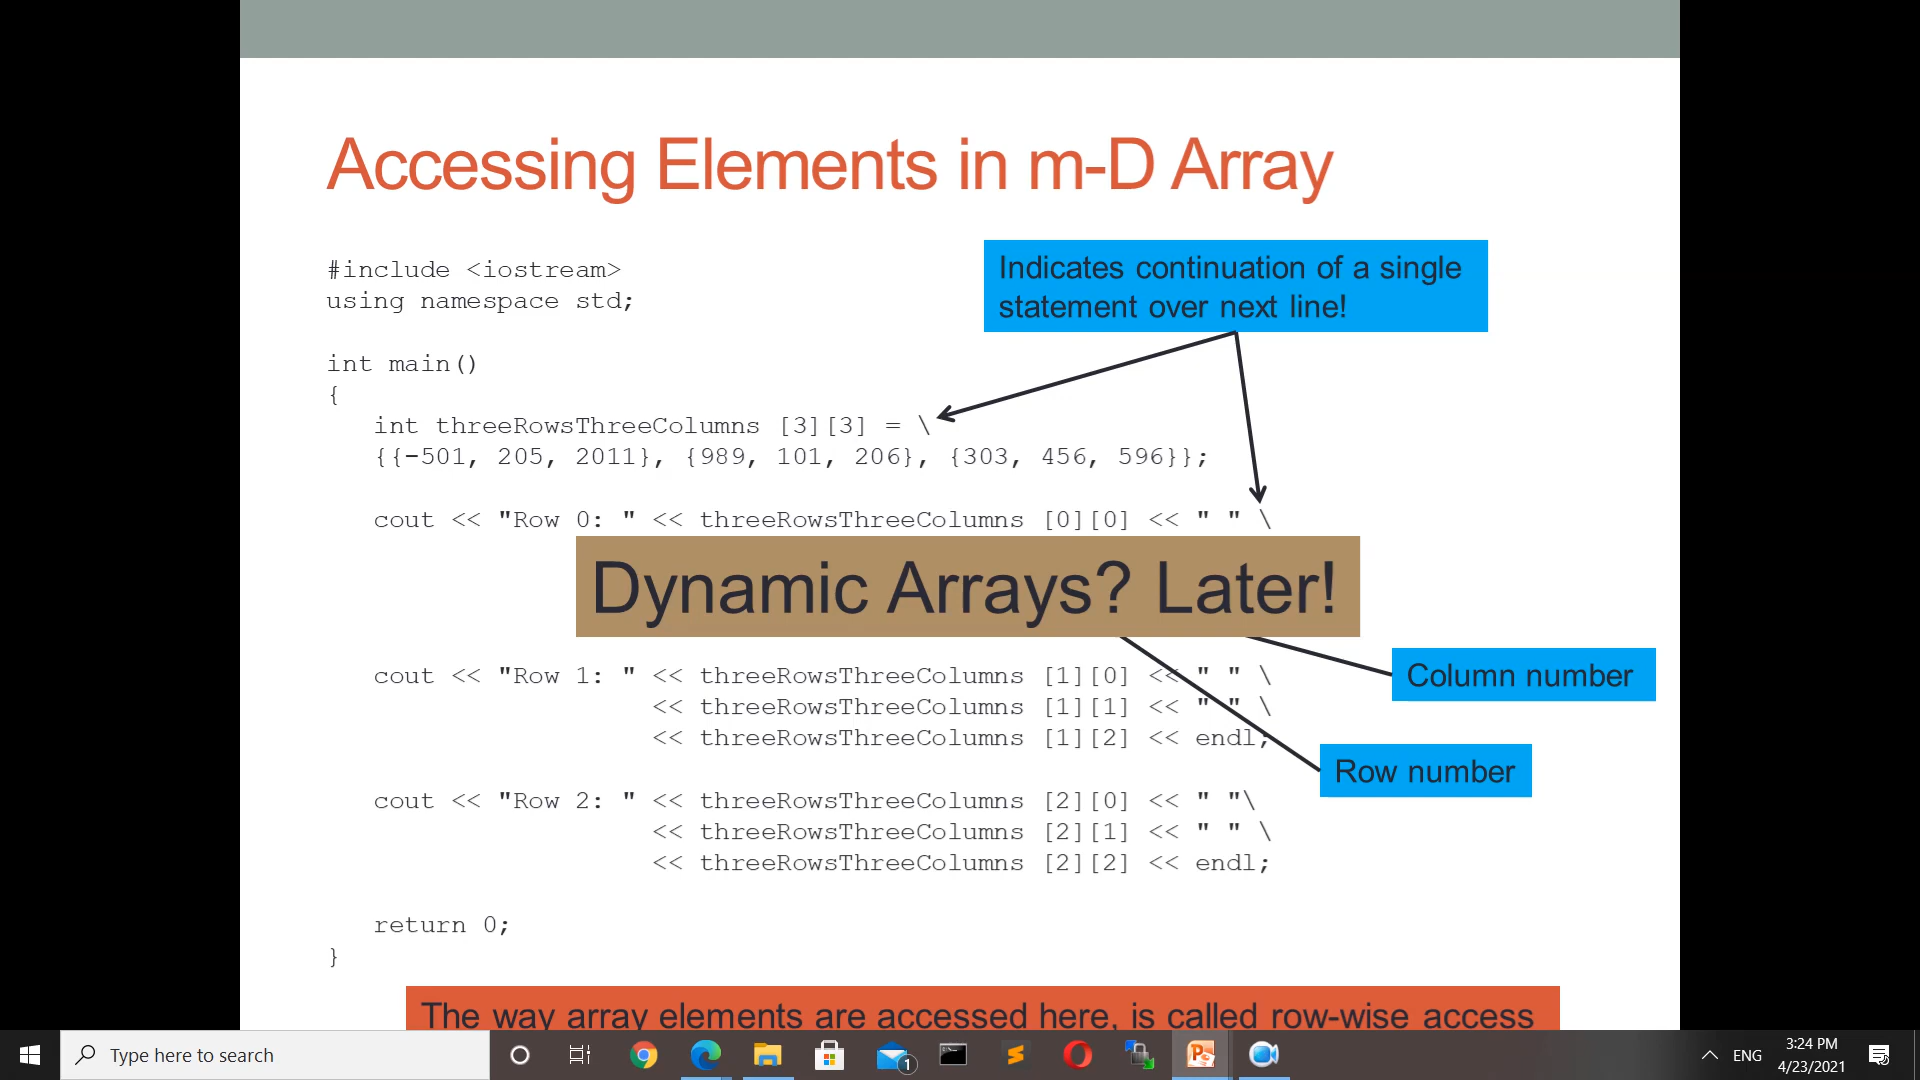 Accessing Elements in m-D Array
#include <iostream>
using namespace std;
Indicates continuation of a single
statement over next line!
int main()
{
int threeRowsThreeColumns [3][3] = \
{{-501, 205, 2011}, {989, 101, 206}, {303, 456, 596}};
cout << "Row 0: " << threeRowsThreeColumns [0][0] << " " \
Dynamic Arrays? Later!
cout << "Row 1: " << threeRowsThreeColumns [1][0] << " " \
<< threeRowsThreeColumns [1][1] << " " \
<< threeRowsThreeColumns [1][2] << endl;
Column number
Row number
cout << "Row 2: " << threeRowsThreeColumns [2][0] << " "\
<< threeRowsThreeColumns [2][1] << " " \
<< threeRowsThreeColumns [2][2] << endl;
return 0;
}
The way array elements are accessed here, is called row-wise access
Type here to search
1
ENG
3:24 PM
4/23/2021